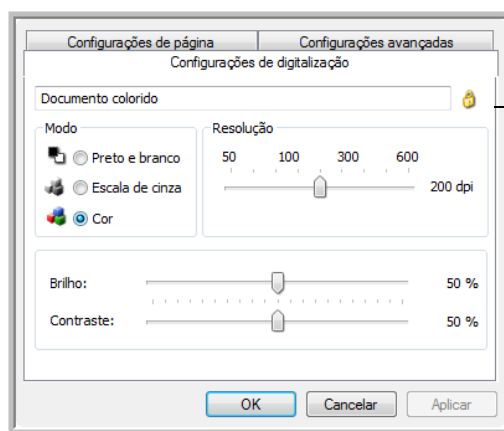 Configurações de página Configurações avançadas
Configurações de digitalização
Documento colorido
Modo Resolução
Preto e branco 50 100 300 600
Escala de cinza 200 dpi
Cor
Brilho: 50 %
Contraste: 50 %
OK Cancelar Aplicar